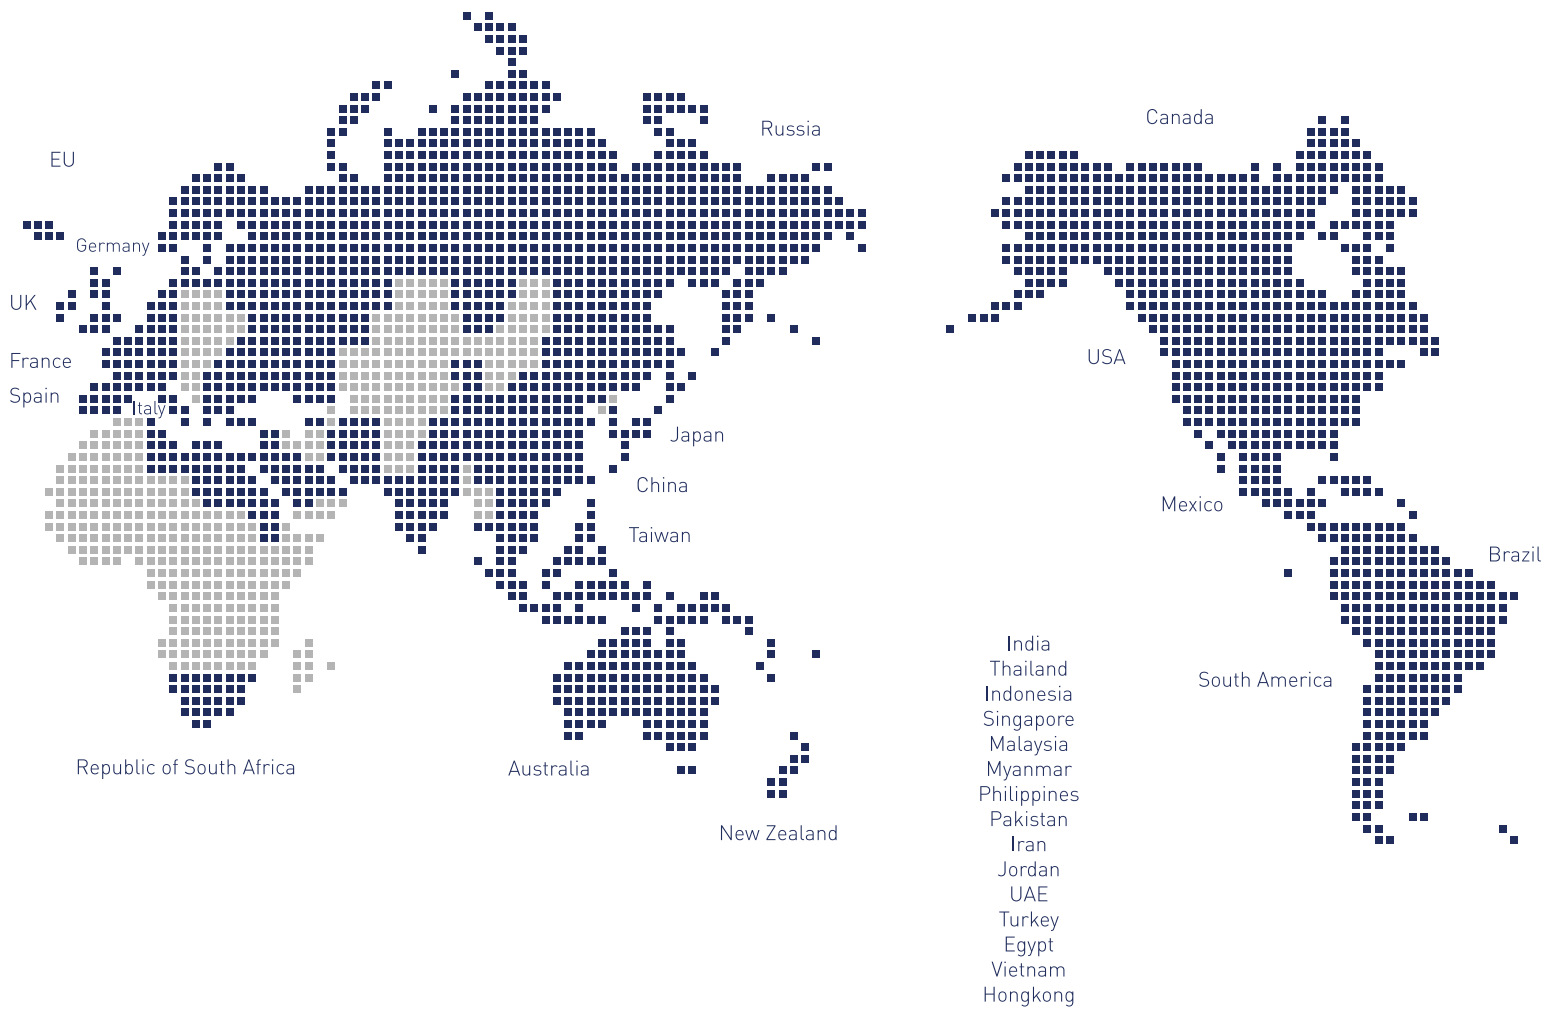 Canada
Russia
EU
Germany
UK
USA
France
Spain
Italy
Japan
China
Mexico
Taiwan
Brazil
India
Thailand
South America
Indonesia
Singapore
Malaysia
Republic of South Africa
Australia
Myanmar
Philippines
Pakistan
New Zealand
Iran
Jordan
UAE
Turkey
Egypt
Vietnam
Hongkong